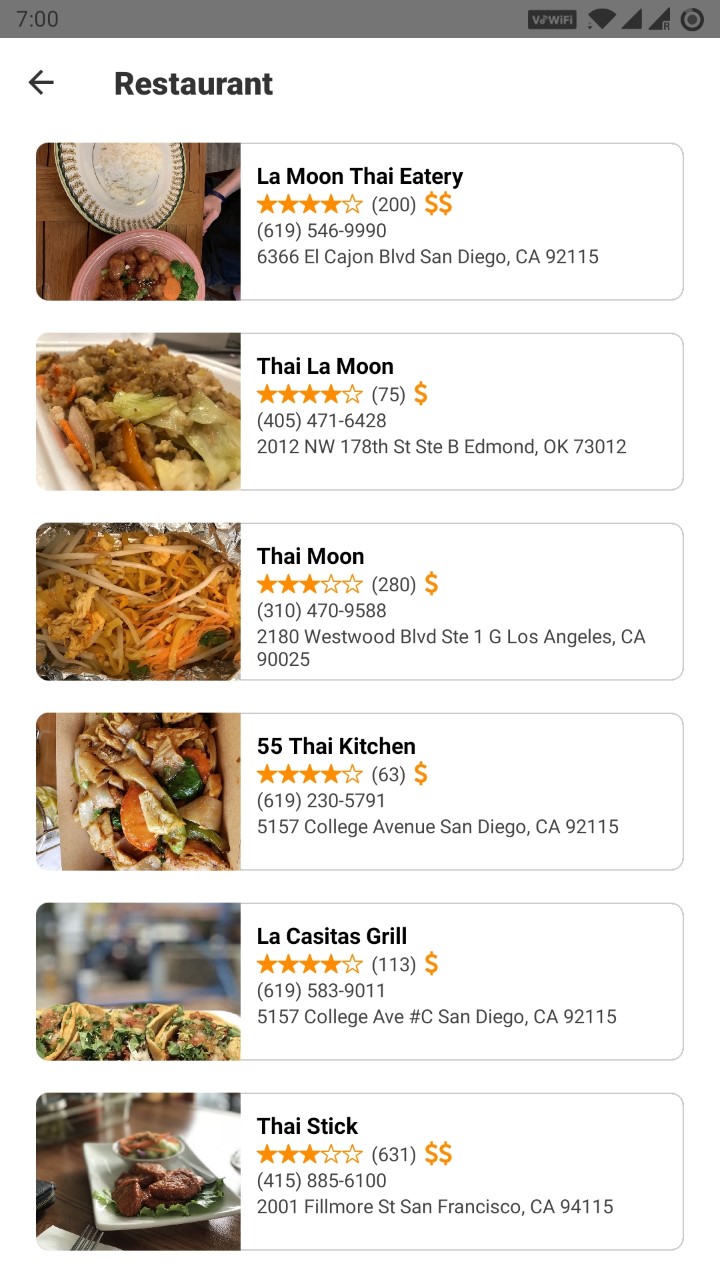 7:00
VoWiFi
R
Restaurant
La Moon Thai Eatery
(200) $$
(619) 546-9990
6366 El Cajon Blvd San Diego, CA 92115
Thai La Moon
(75) $
(405) 471-6428
2012 NW 178th St Ste B Edmond, OK 73012
Thai Moon
(280) $
(310) 470-9588
2180 Westwood Blvd Ste 1 G Los Angeles, CA
90025
55 Thai Kitchen
(63) $
(619) 230-5791
5157 College Avenue San Diego, CA 92115
La Casitas Grill
(113) $
(619) 583-9011
5157 College Ave #C San Diego, CA 92115
Thai Stick
(631) $$
(415) 885-6100
2001 Fillmore St San Francisco, CA 94115